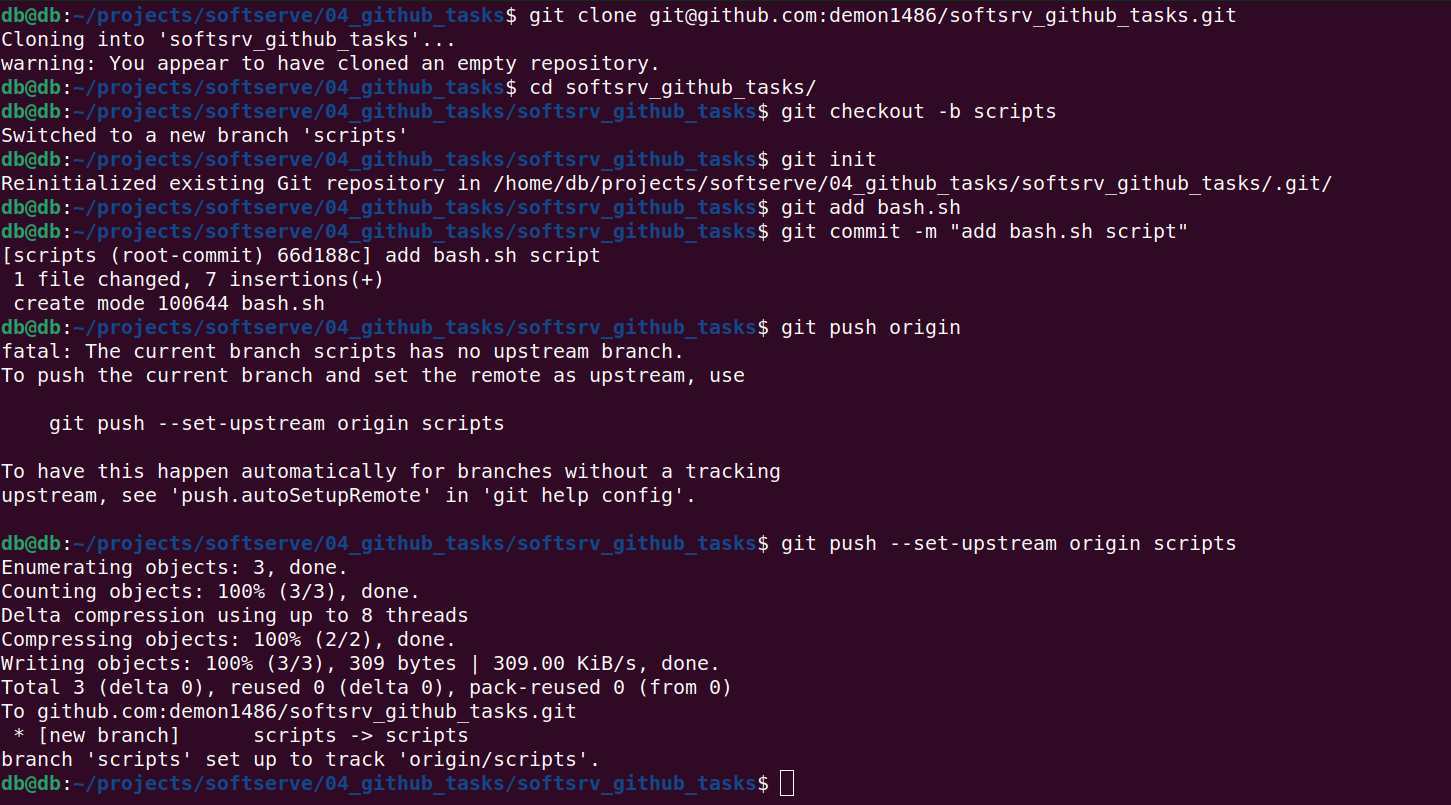 db@db:~/projects/softserve/04_github_tasks$ git clone git@github.com:demon1486/softsrv_github_tasks.git
Cloning into 'softsrv_github_tasks'...
warning: You appear to have cloned an empty repository.
db@db:~/projects/softserve/04_github_tasks$ cd softsrv_github_tasks/
db@db:~/projects/softserve/04_github_tasks/softsrv_github_tasks$ git checkout -b scripts
Switched to a new branch 'scripts'
db@db:~/projects/softserve/04_github_tasks/softsrv_github_tasks$ git init
Reinitialized existing Git repository in /home/db/projects/softserve/04_github_tasks/softsrv_github_tasks/.git/
db@db:~/projects/softserve/04_github_tasks/softsrv_github_tasks$ git add bash.sh
db@db:~/projects/softserve/04_github_tasks/softsrv_github_tasks$ git commit -m "add bash.sh script"
[scripts (root-commit) 66d188c] add bash.sh script
 1 file changed, 7 insertions(+)
 create mode 100644 bash.sh
db@db:~/projects/softserve/04_github_tasks/softsrv_github_tasks$ git push origin
fatal: The current branch scripts has no upstream branch.
To push the current branch and set the remote as upstream, use

    git push --set-upstream origin scripts

To have this happen automatically for branches without a tracking
upstream, see 'push.autoSetupRemote' in 'git help config'.

db@db:~/projects/softserve/04_github_tasks/softsrv_github_tasks$ git push --set-upstream origin scripts
Enumerating objects: 3, done.
Counting objects: 100% (3/3), done.
Delta compression using up to 8 threads
Compressing objects: 100% (2/2), done.
Writing objects: 100% (3/3), 309 bytes | 309.00 KiB/s, done.
Total 3 (delta 0), reused 0 (delta 0), pack-reused 0 (from 0)
To github.com:demon1486/softsrv_github_tasks.git
 * [new branch]      scripts -> scripts
branch 'scripts' set up to track 'origin/scripts'.
db@db:~/projects/softserve/04_github_tasks/softsrv_github_tasks$